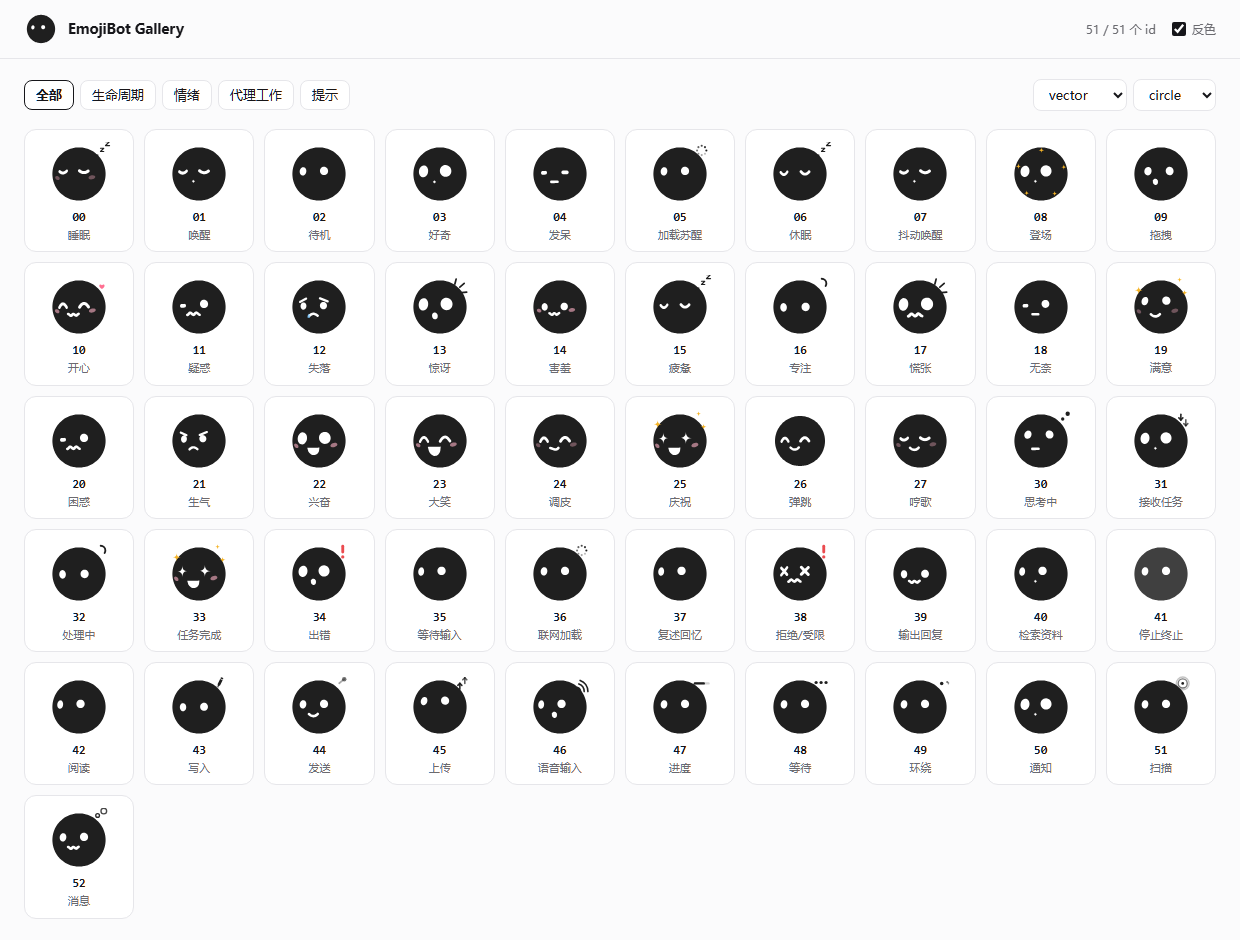 EmojiBot Gallery
51 / 51 个 id 反色
全部 生命周期 情绪 代理工作 提示 vector circle
00 01 02 03 04 05 06 07 08 09
睡眠 唤醒 待机 好奇 发呆 加载苏醒 休眠 抖动唤醒 登场 拖拽
10 11 12 13 14 15 16 17 18 19
开心 疑惑 失落 惊讶 害羞 疲惫 专注 慌张 无奈 满意
20 21 22 23 24 25 26 27 30 31
困惑 生气 兴奋 大笑 调皮 庆祝 弹跳 哼歌 思考中 接收任务
32 33 34 35 36 37 38 39 40 41
处理中 任务完成 出错 等待输入 联网加载 复述回忆 拒绝/受限 输出回复 检索资料 停止终止
42 43 44 45 46 47 48 49 50 51
阅读 写入 发送 上传 语音输入 进度 等待 环绕 通知 扫描
52
消息